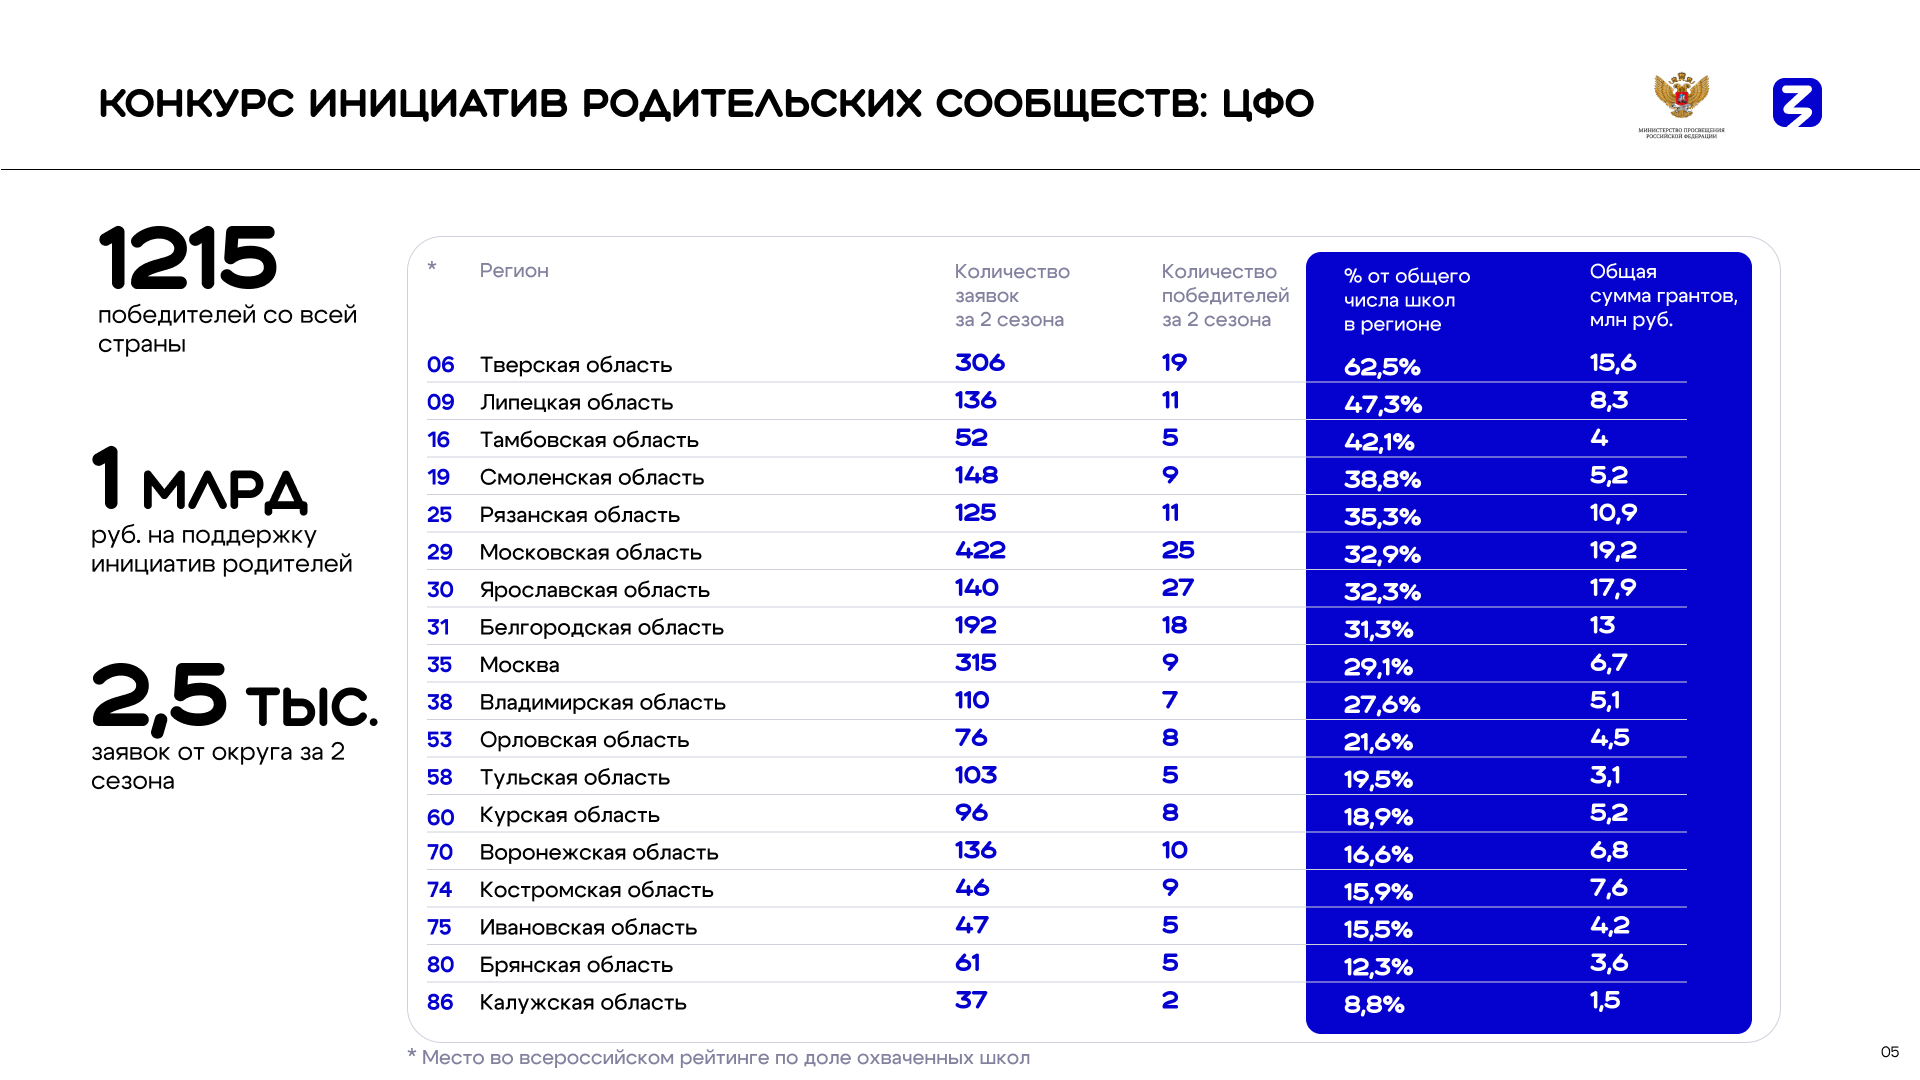 КОНКУРС ИНИЦИАТИВ РОДИТЕЛЬСКИХ СООБЩЕСТВ: ЦФО
МИНИСТЕРСТВО ПРОСВЕЩЕНИЯ
РОССИЙСКОЙ ФЕДЕРАЦИИ
1215
победителей со всей
страны
1 МЛРД
руб. на поддержку
инициатив родителей
2,5 ТЫС.
заявок от округа за 2
сезона
* Регион
Количество
заявок
за 2 сезона
Количество
победителей
за 2 сезона
% от общего
числа школ
в регионе
Общая
сумма грантов,
млн руб.
06 Тверская область 306 19 62,5% 15,6
09 Липецкая область 136 11 47,3% 8,3
16 Тамбовская область 52 5 42,1% 4
19 Смоленская область 148 9 38,8% 5,2
25 Рязанская область 125 11 35,3% 10,9
29 Московская область 422 25 32,9% 19,2
30 Ярославская область 140 27 32,3% 17,9
31 Белгородская область 192 18 31,3% 13
35 Москва 315 9 29,1% 6,7
38 Владимирская область 110 7 27,6% 5,1
53 Орловская область 76 8 21,6% 4,5
58 Тульская область 103 5 19,5% 3,1
60 Курская область 96 8 18,9% 5,2
70 Воронежская область 136 10 16,6% 6,8
74 Костромская область 46 9 15,9% 7,6
75 Ивановская область 47 5 15,5% 4,2
80 Брянская область 61 5 12,3% 3,6
86 Калужская область 37 2 8,8% 1,5
* Место во всероссийском рейтинге по доле охваченных школ
05